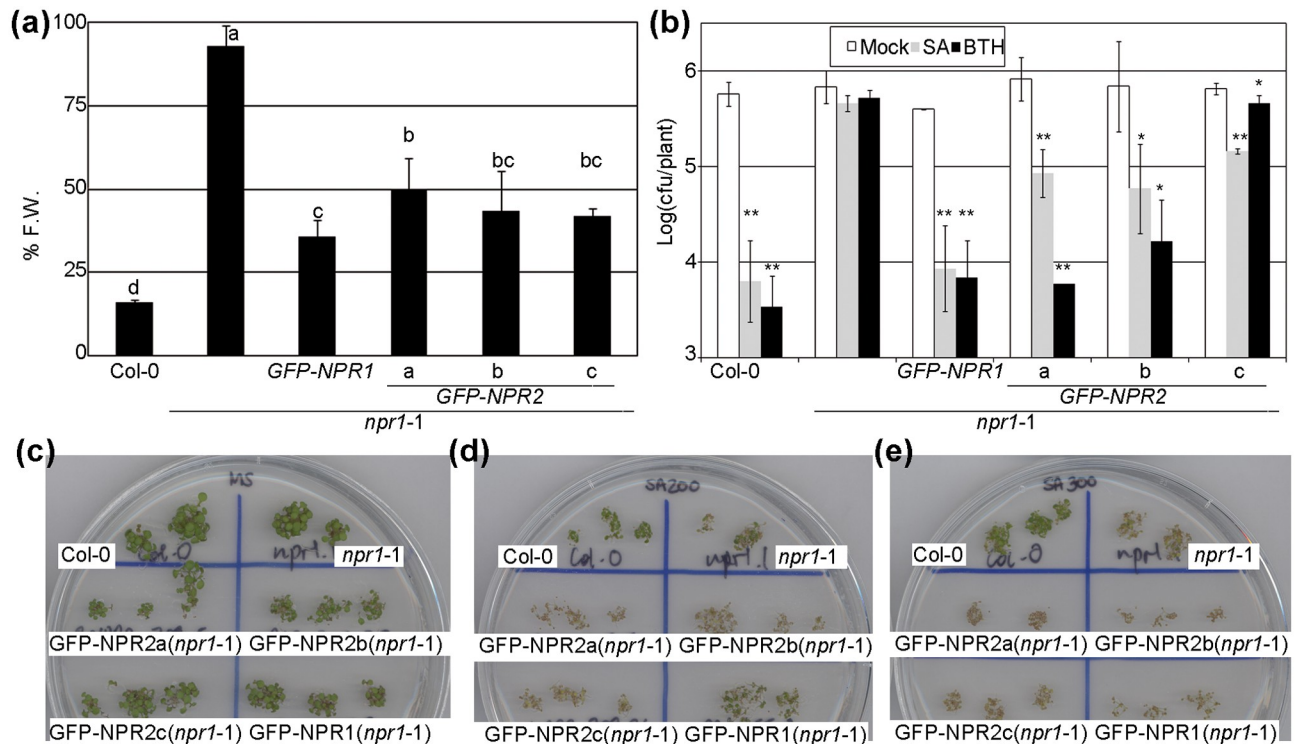 (a)
100
75
50
25
0
% F.W.
d
a
c
b
bc
bc
Col-0
GFP-NPR1
a
b
c
GFP-NPR2
npr1-1
(b)
Mock SA BTH
6
5
4
3
Log(cfu/plant)
**
**
**
**
**
**
*
*
**
*
Col-0
GFP-NPR1
a
b
c
GFP-NPR2
npr1-1
(c)
MS
Col-0
Col-0
npr1.1
npr1-1
GFP-NPR2a(npr1-1)
GFP-NPR2b(npr1-1)
GFP-NPR2c(npr1-1)
GFP-NPR1(npr1-1)
(d)
SA200
Col-0
Col-0
npr1.1
npr1-1
GFP-NPR2a(npr1-1)
GFP-NPR2b(npr1-1)
GFP-NPR2c(npr1-1)
GFP-NPR1(npr1-1)
(e)
SA300
Col-0
Col-0
npr1
npr1-1
GFP-NPR2a(npr1-1)
GFP-NPR2b(npr1-1)
GFP-NPR2c(npr1-1)
GFP-NPR1(npr1-1)